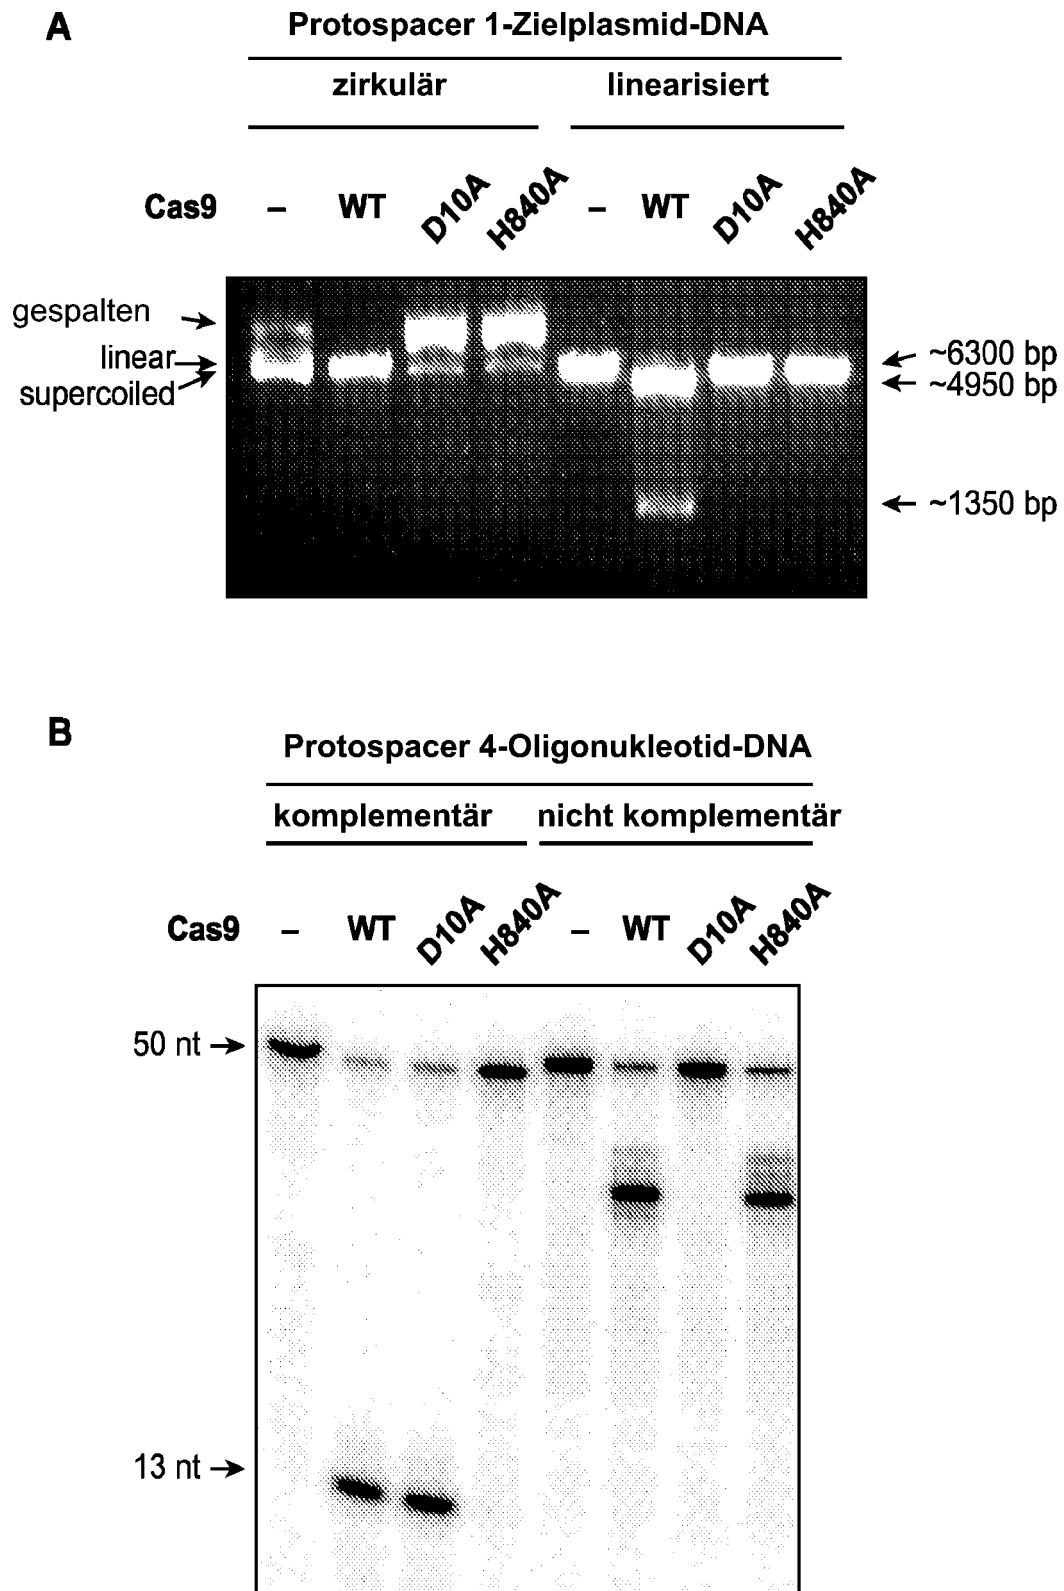 A
Protospacer 1-Zielplasmid-DNA
zirkulär linearisiert
Cas9 – WT D10A H840A – WT D10A H840A
gespalten
linear
supercoiled
~6300 bp
~4950 bp
~1350 bp
B
Protospacer 4-Oligonukleotid-DNA
komplementär nicht komplementär
Cas9 – WT D10A H840A – WT D10A H840A
50 nt
13 nt